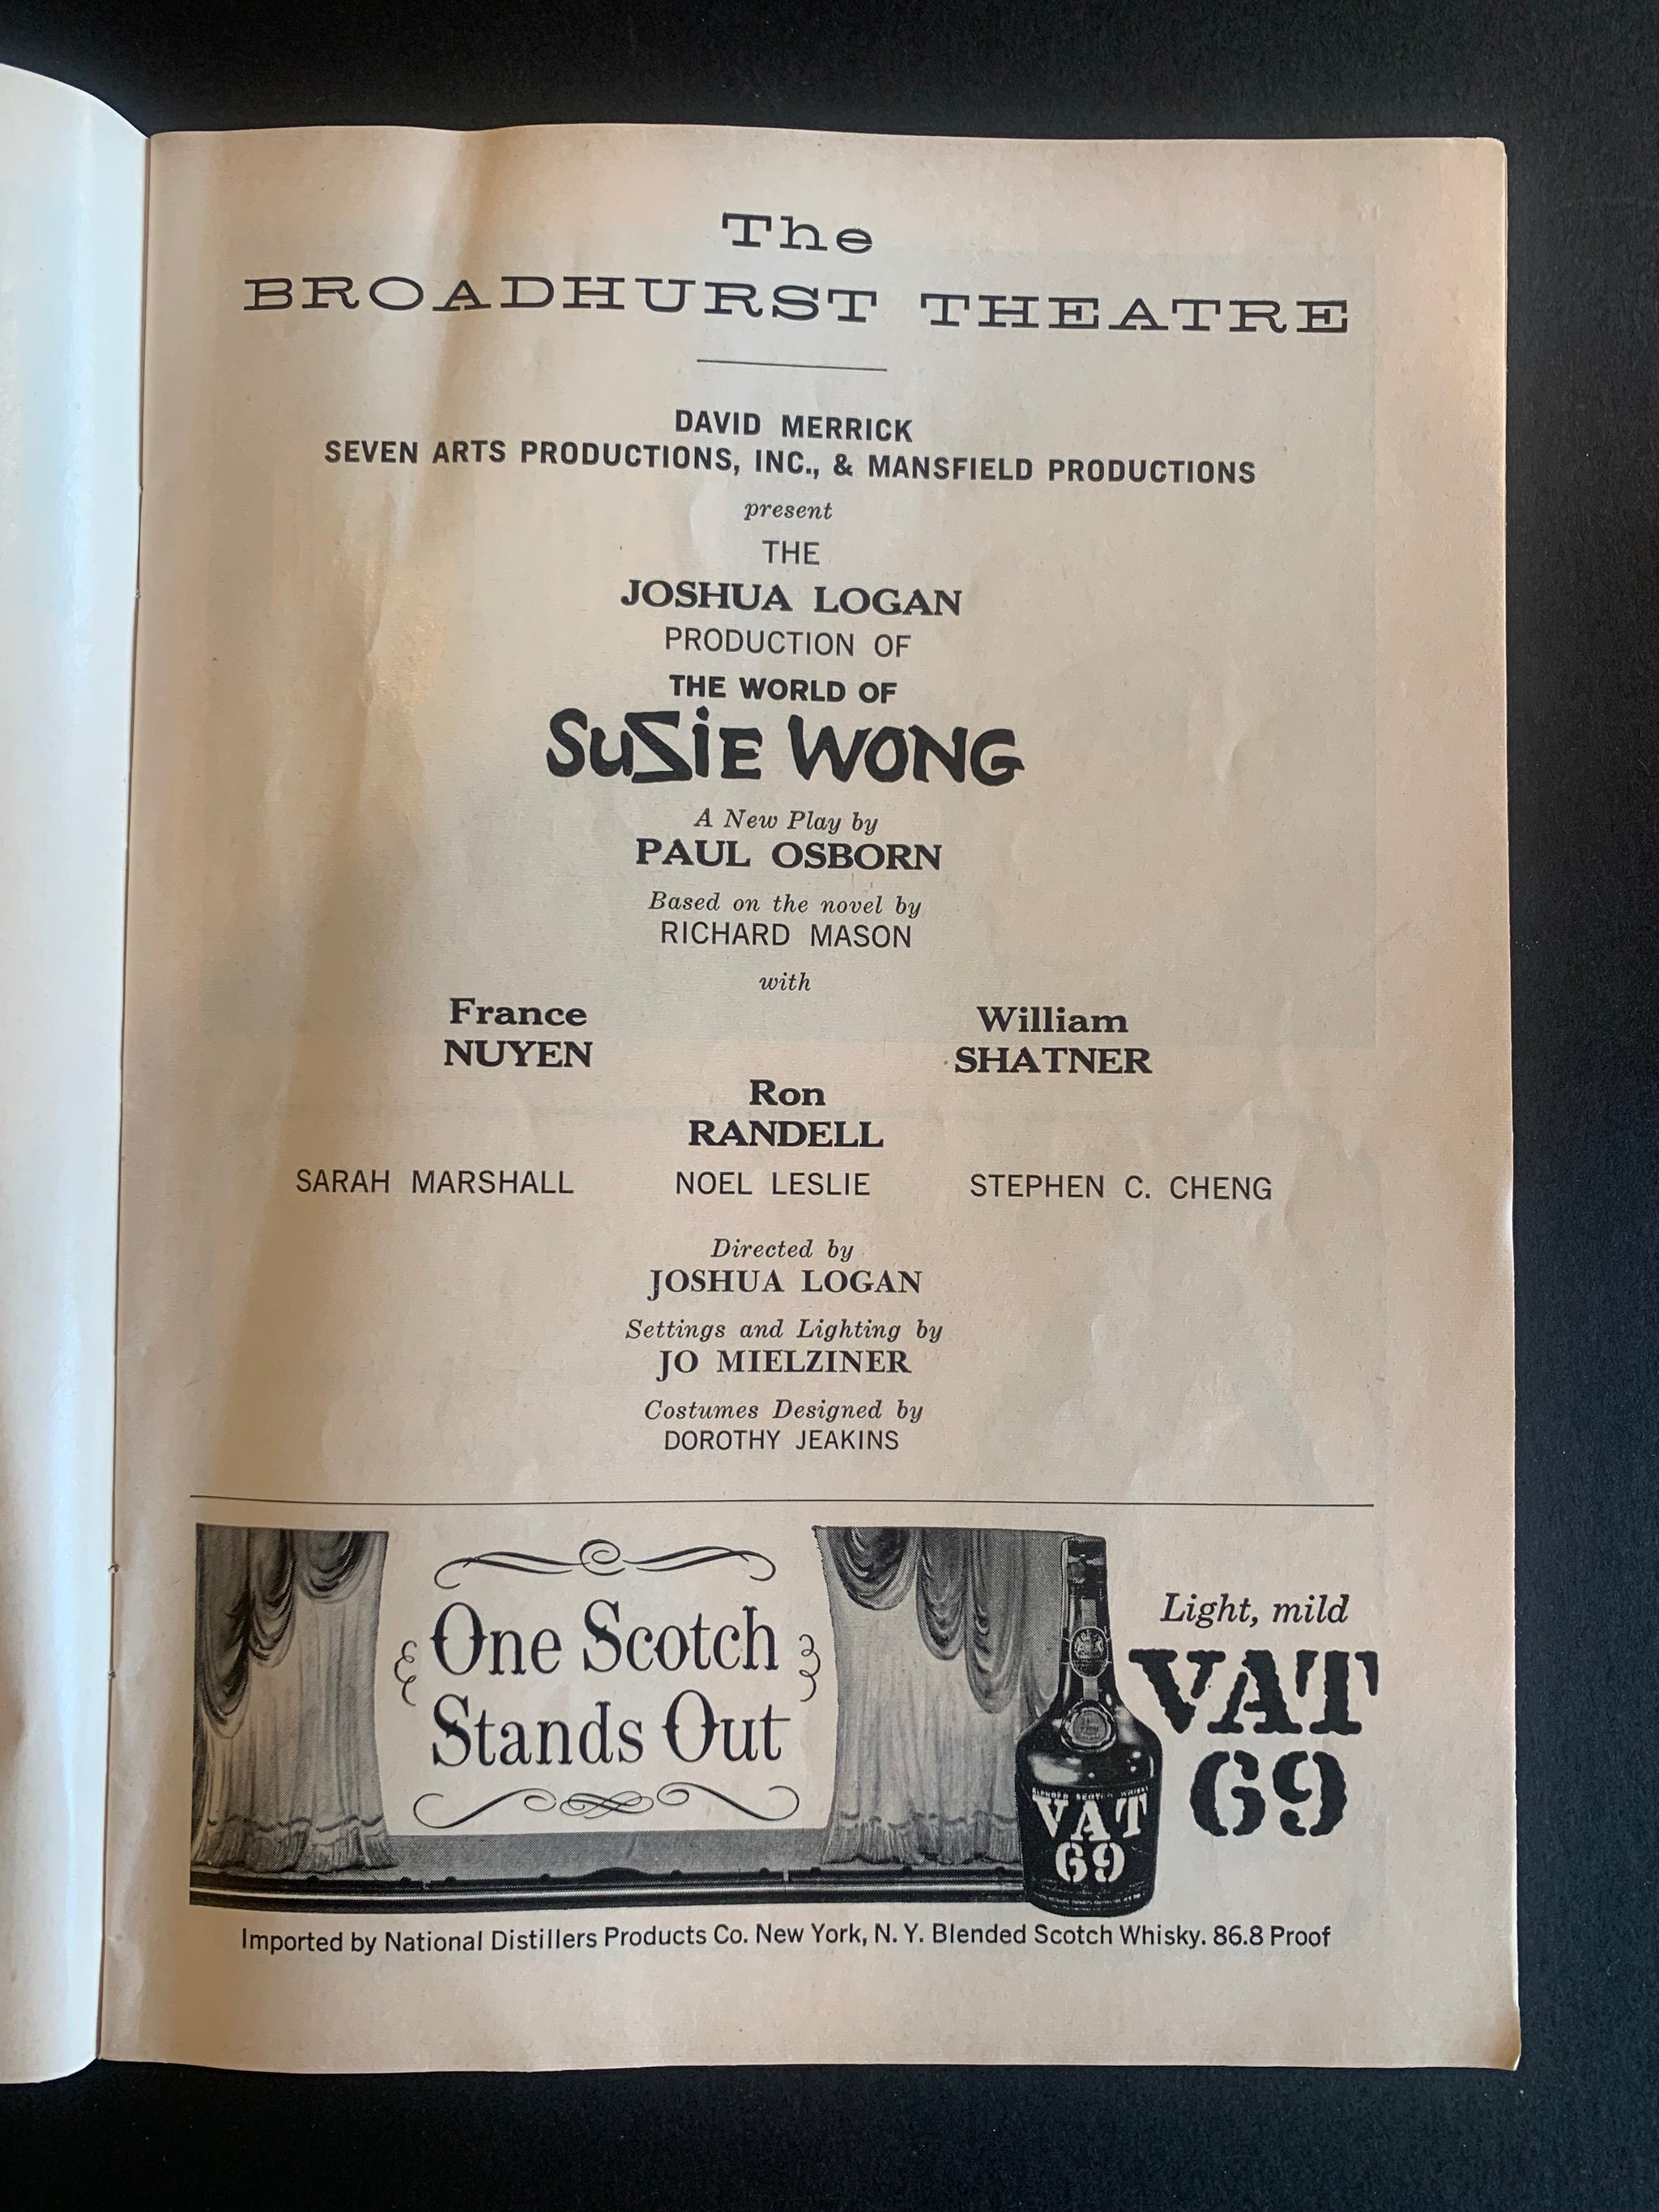 The
BROADHURST THEATRE
DAVID MERRICK
SEVEN ARTS PRODUCTIONS, INC., & MANSFIELD PRODUCTIONS
present
THE
JOSHUA LOGAN
PRODUCTION OF
THE WORLD OF
SUZIE WONG
A New Play by
PAUL OSBORN
Based on the novel by
RICHARD MASON
with
France William
NUYEN SHATNER
Ron
RANDELL
SARAH MARSHALL NOEL LESLIE STEPHEN C. CHENG
Directed by
JOSHUA LOGAN
Settings and Lighting by
JO MIELZINER
Costumes Designed by
DOROTHY JEAKINS
One Scotch
Stands Out
Light, mild
VAT
69
BLENDED SCOTCH WHISKY
VAT
69
Imported by National Distillers Products Co. New York, N. Y. Blended Scotch Whisky. 86.8 Proof